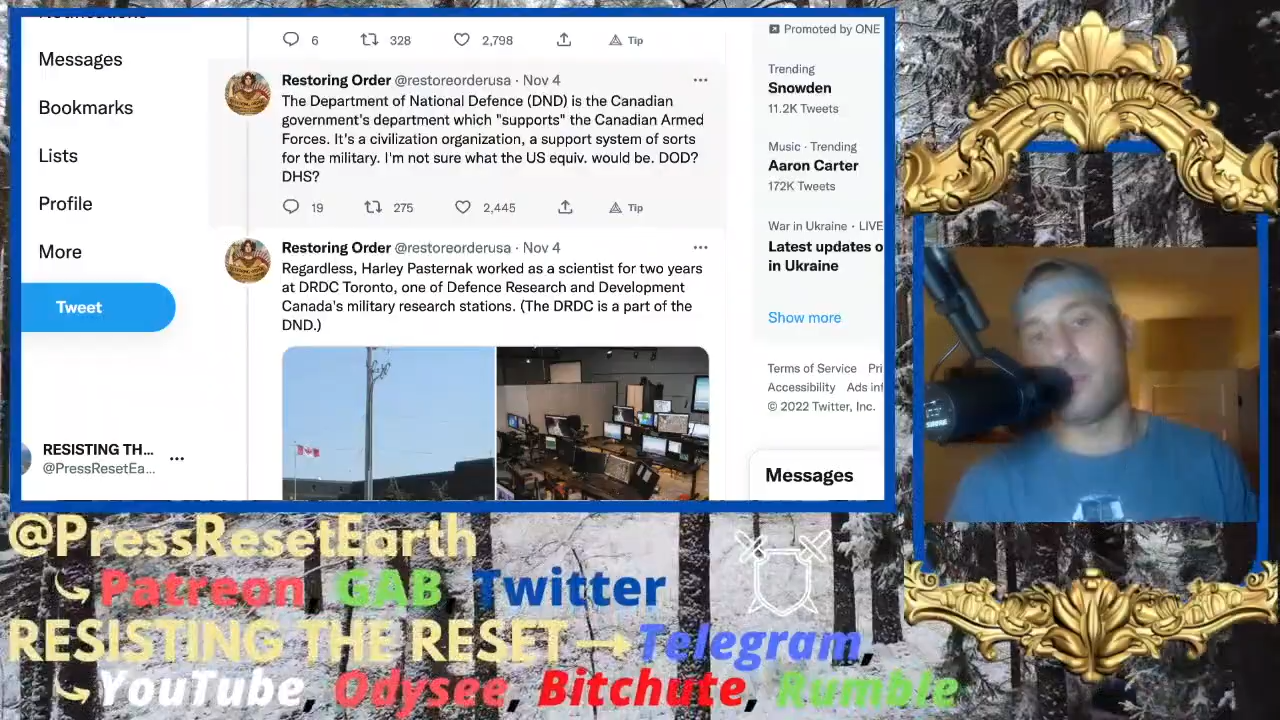 Notifications
Messages
Bookmarks
Lists
Profile
More
Tweet
RESISTING TH...
@PressResetEa...
6 328 2,798 Tip
Restoring Order @restoreorderusa · Nov 4
The Department of National Defence (DND) is the Canadian
government's department which "supports" the Canadian Armed
Forces. It's a civilization organization, a support system of sorts
for the military. I'm not sure what the US equiv. would be. DOD?
DHS?
19 275 2,445 Tip
Restoring Order @restoreorderusa · Nov 4
Regardless, Harley Pasternak worked as a scientist for two years
at DRDC Toronto, one of Defence Research and Development
Canada's military research stations. (The DRDC is a part of the
DND.)
Promoted by ONE
Trending
Snowden
11.2K Tweets
Music · Trending
Aaron Carter
172K Tweets
War in Ukraine · LIVE
Latest updates o
in Ukraine
Show more
Terms of Service Pri
Accessibility Ads inf
© 2022 Twitter, Inc.
Messages
SHURE
@PressResetEarth
Patreon, GAB, Twitter
RESISTING THE RESET → Telegram,
YouTube, Odysee, Bitchute, Rumble